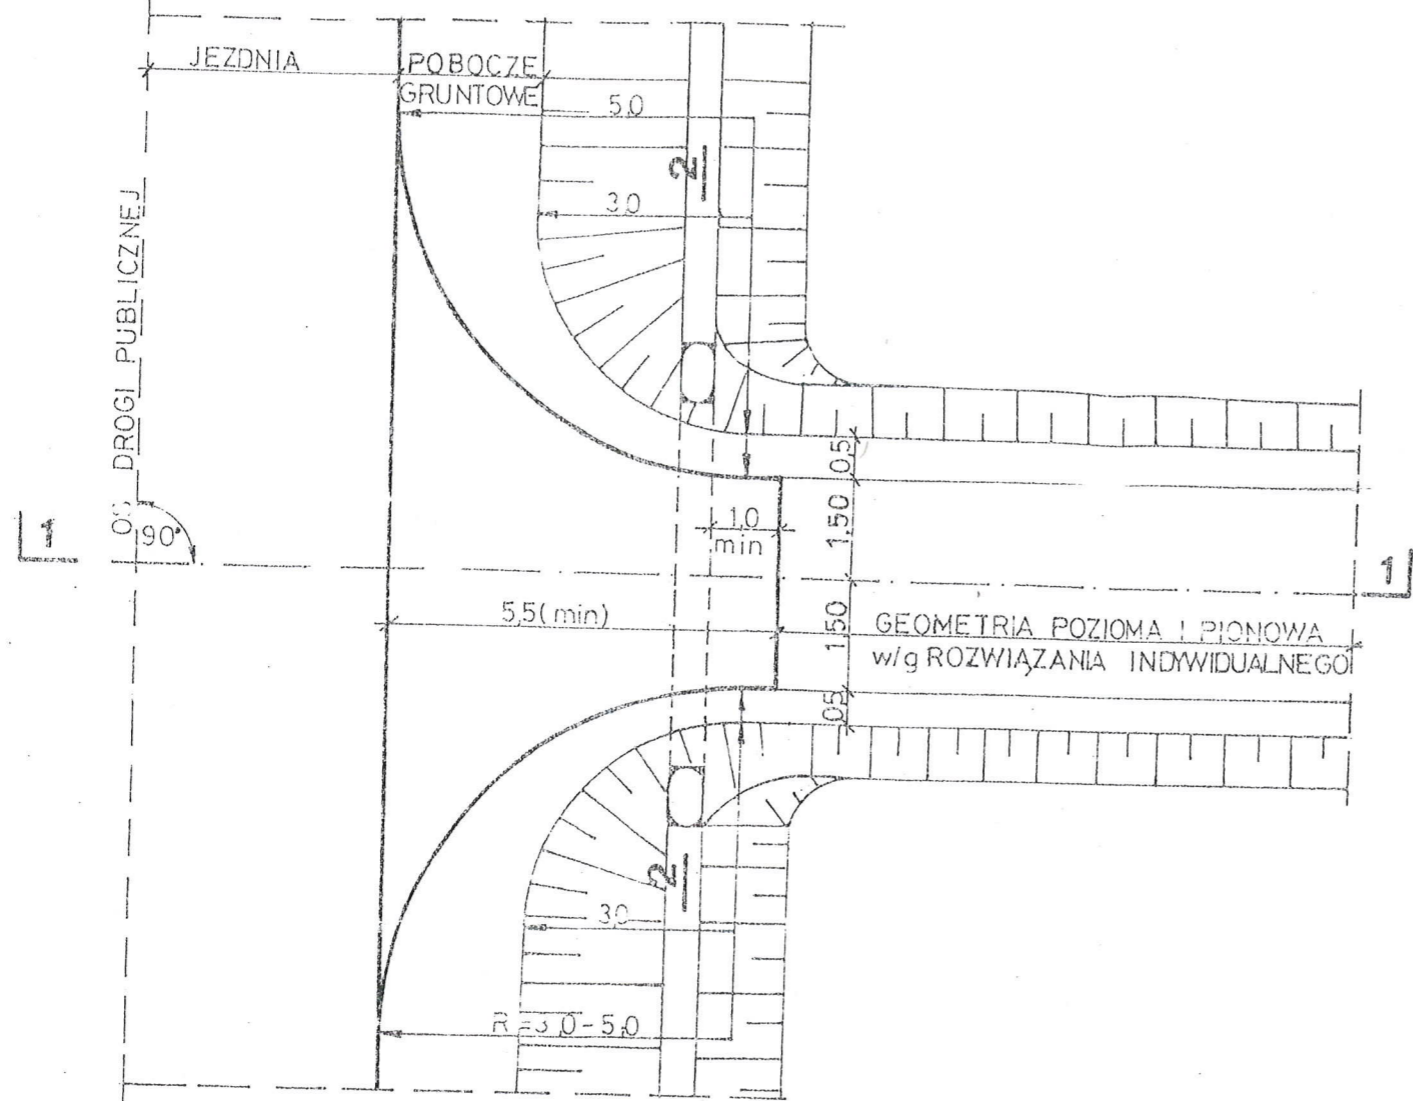 JEZDNIA
POBOCZE
GRUNTOWE
5,0
2
3,0
OŚ DROGI PUBLICZNEJ
90°
1
0,5
1,50
1,0
min
1
5,5(min)
1,50
GEOMETRIA POZIOMA I PIONOWA
w/g ROZWIĄZANIA INDYWIDUALNEGO
0,5
2
3,0
R=3,0-5,0